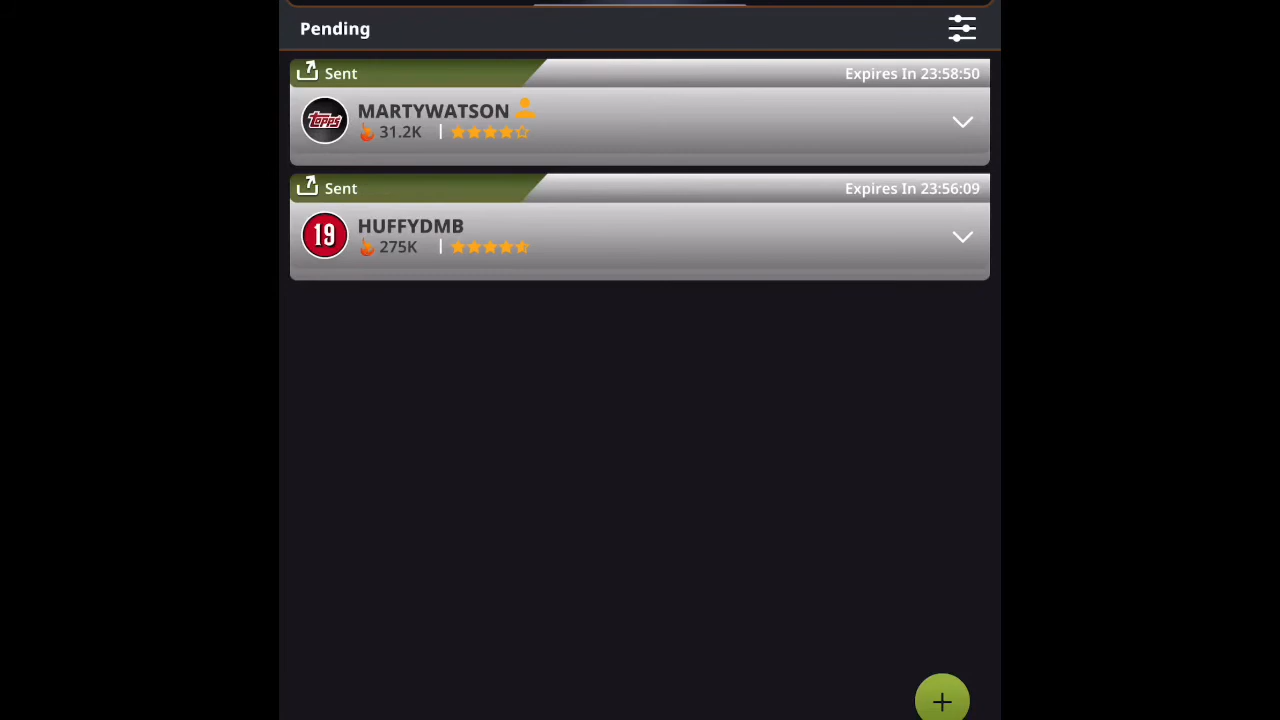 Pending
Sent
Expires In 23:58:50
Topps
MARTYWATSON
31.2K
Sent
Expires In 23:56:09
19
HUFFYDMB
275K